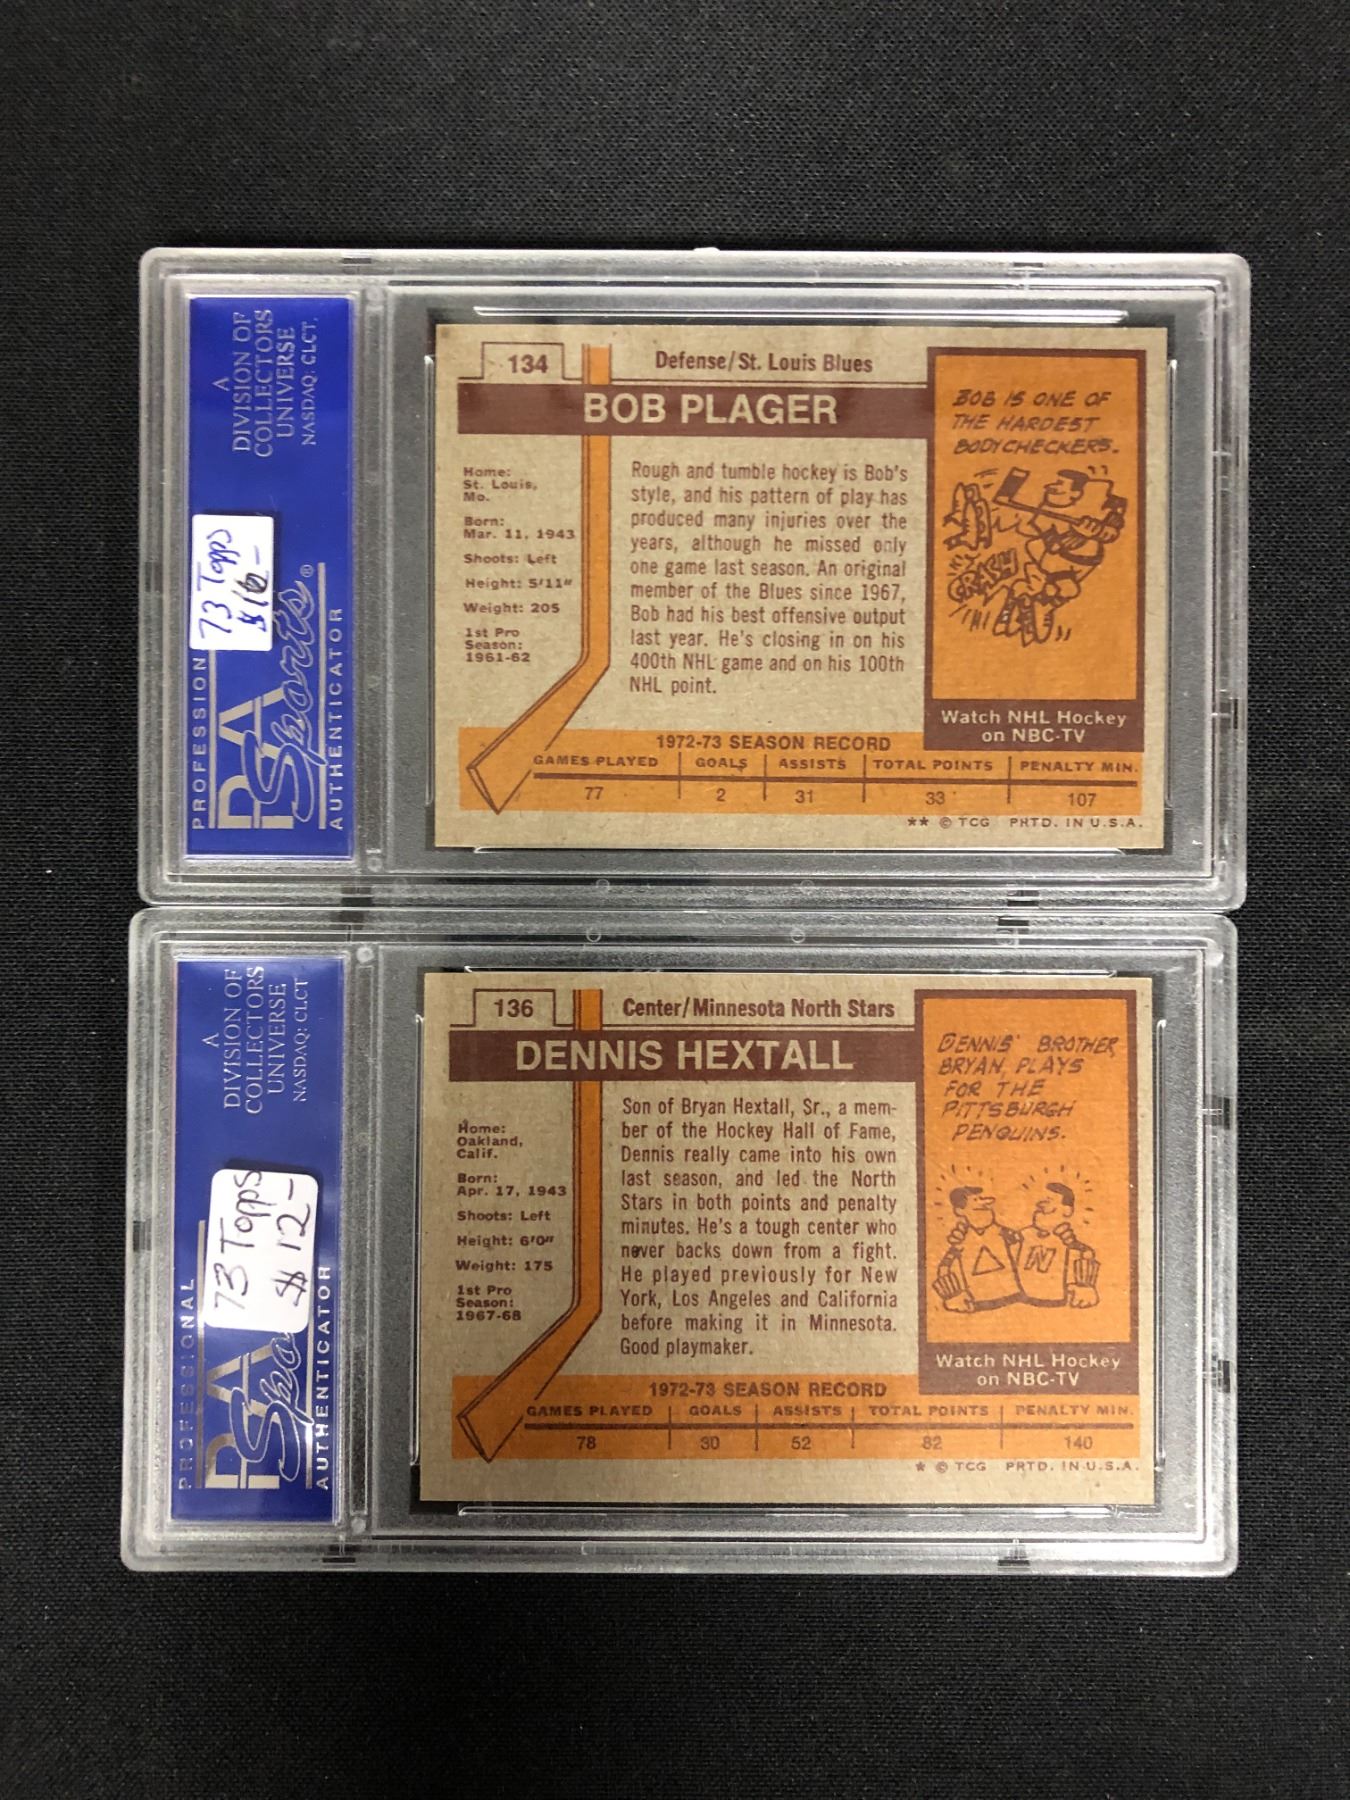 A
DIVISION OF
COLLECTORS
UNIVERSE
NASDAQ: CLCT
73 Topps
PROFESSION
PSA
Sports®
AUTHENTICATOR
134
Defense/St. Louis Blues
BOB PLAGER
Home:
St. Louis,
Mo.
Born:
Mar. 11, 1943
Shoots: Left
Height: 5'11"
Weight: 205
1st Pro
Season:
1961-62
Rough and tumble hockey is Bob's
style, and his pattern of play has
produced many injuries over the
years, although he missed only
one game last season. An original
member of the Blues since 1967,
Bob had his best offensive output
last year. He's closing in on his
400th NHL game and on his 100th
NHL point.
BOB IS ONE OF
THE HARDEST
BODYCHECKERS.
CRASH
Watch NHL Hockey
on NBC-TV
1972-73 SEASON RECORD
GAMES PLAYED GOALS ASSISTS TOTAL POINTS PENALTY MIN.
77 2 31 33 107
** © TCG PRTD. IN U.S.A.
A
DIVISION OF
COLLECTORS
UNIVERSE
NASDAQ: CLCT
73 Topps
$ 12-
PROFESSIONAL
PSA
Spo
AUTHENTICATOR
136
Center/Minnesota North Stars
DENNIS HEXTALL
Home:
Oakland,
Calif.
Born:
Apr. 17, 1943
Shoots: Left
Height: 6'0"
Weight: 175
1st Pro
Season:
1967-68
Son of Bryan Hextall, Sr., a mem-
ber of the Hockey Hall of Fame,
Dennis really came into his own
last season, and led the North
Stars in both points and penalty
minutes. He's a tough center who
never backs down from a fight.
He played previously for New
York, Los Angeles and California
before making it in Minnesota.
Good playmaker.
DENNIS' BROTHER,
BRYAN, PLAYS
FOR THE
PITTSBURGH
PENGUINS.
N
Watch NHL Hockey
on NBC-TV
1972-73 SEASON RECORD
GAMES PLAYED GOALS ASSISTS TOTAL POINTS PENALTY MIN.
78 30 52 82 140
* © TCG PRTD. IN U.S.A.